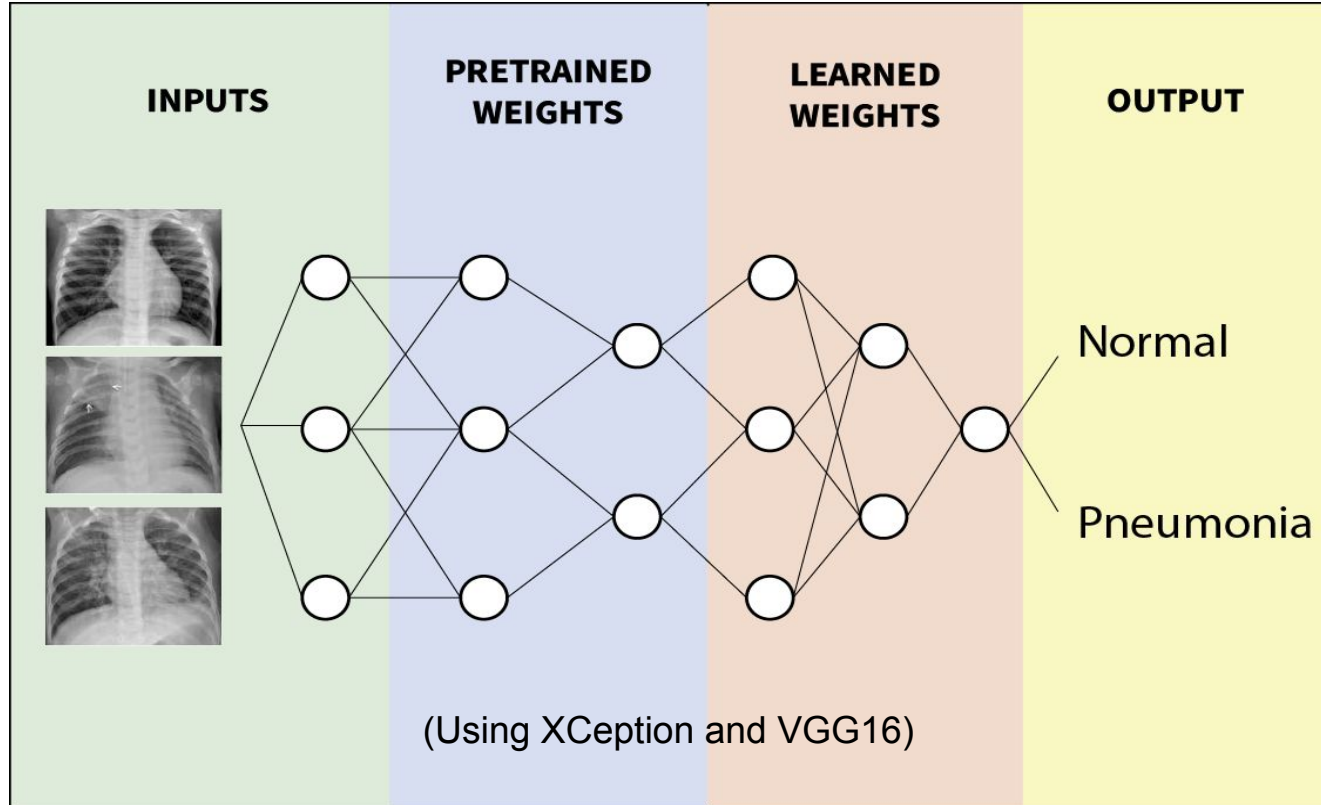 INPUTS
PRETRAINED
WEIGHTS
LEARNED
WEIGHTS
OUTPUT
Normal
Pneumonia
(Using XCeption and VGG16)